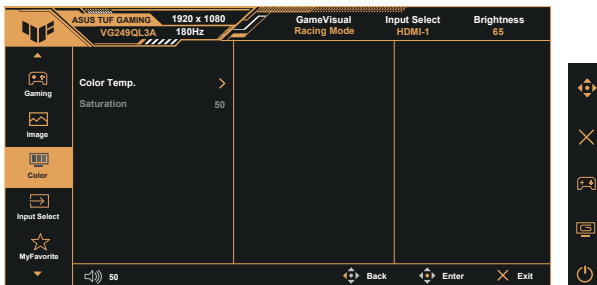 ASUS TUF GAMING 1920 x 1080
VG249QL3A 180Hz
GameVisual
Racing Mode
Input Select
HDMI-1
Brightness
65
Gaming
Image
Color
Input Select
MyFavorite
Color Temp.
Saturation 50
50 Back Enter Exit